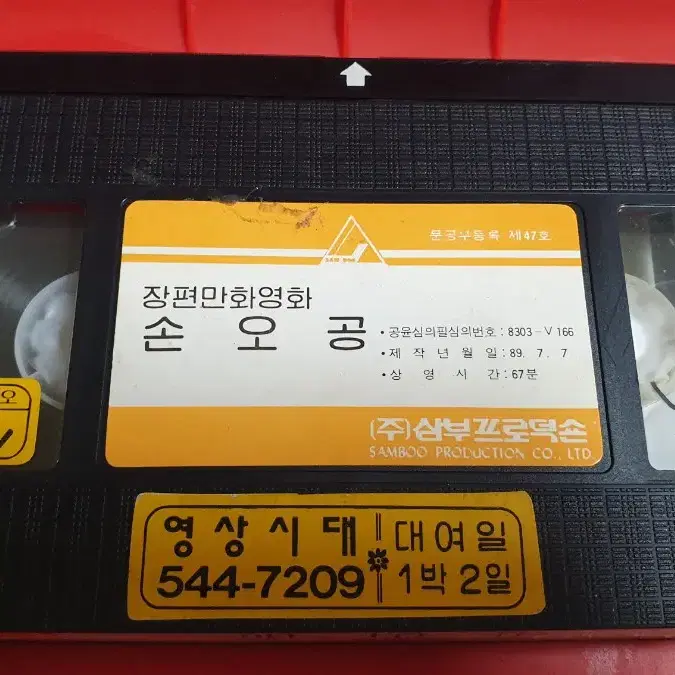 문공부등록 제47호
장편만화영화
손 오 공
• 공윤심의필심의번호 : 8303-V 166
• 제 작 년 월 일 : 89. 7. 7
• 상 영 시 간 : 67분
(주)삼부프로덕숀
SAMBOO PRODUCTION CO., LTD.
영상시대
544-7209
대여일
1박 2일
오